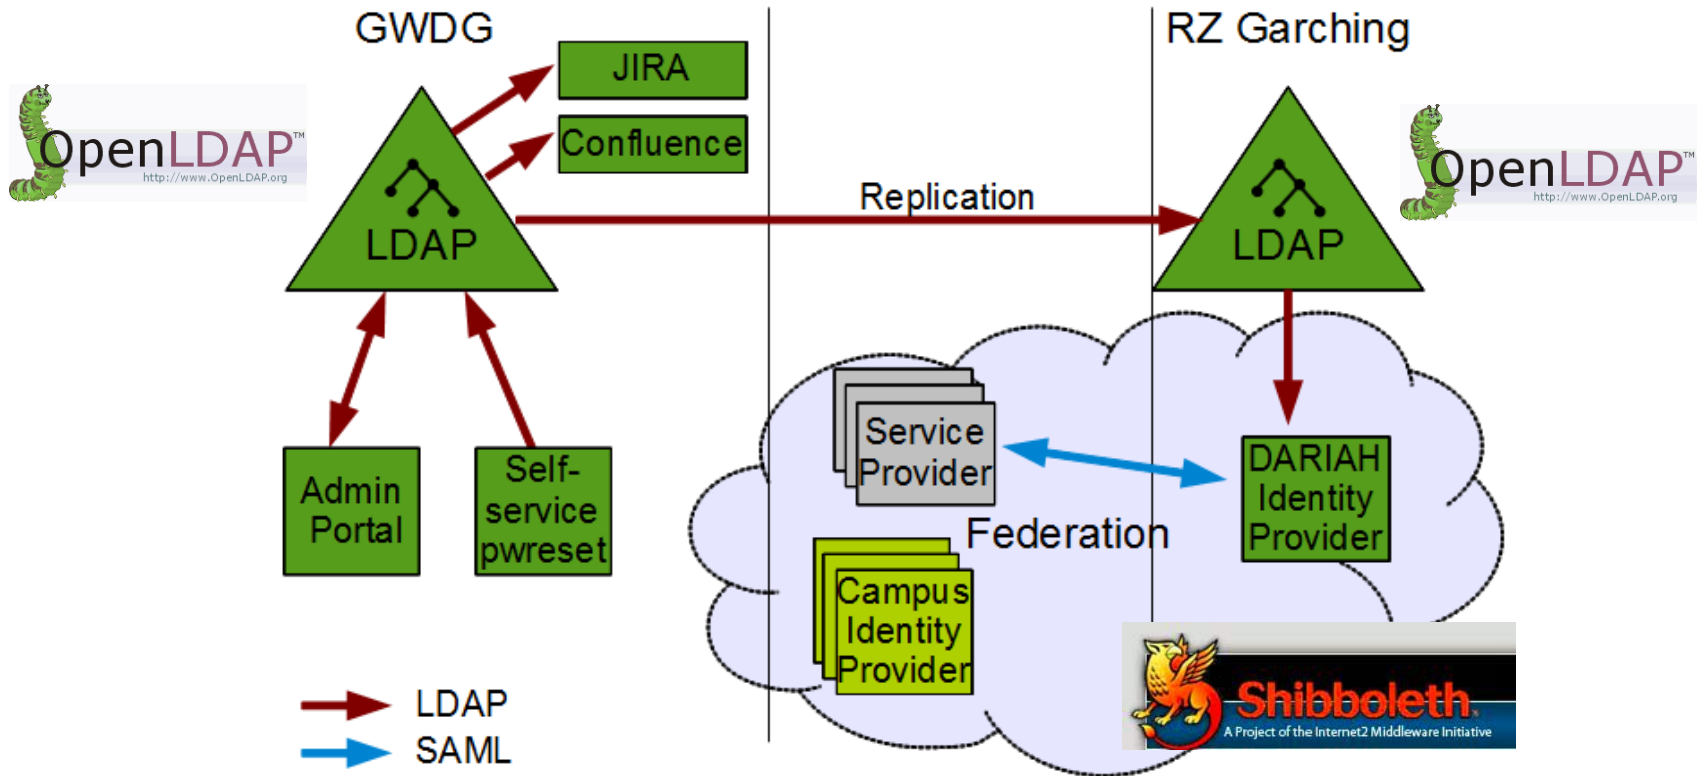 GWDG
RZ Garching
JIRA
Confluence
OpenLDAP™
http://www.OpenLDAP.org
LDAP
Replication
LDAP
OpenLDAP™
http://www.OpenLDAP.org
Admin
Portal
Self-
service
pwreset
Service
Provider
Federation
DARIAH
Identity
Provider
Campus
Identity
Provider
Shibboleth
A Project of the Internet2 Middleware Initiative
LDAP
SAML